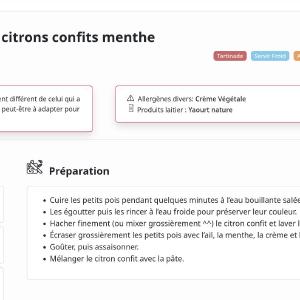 citrons confits menthe
Tartinade Servir Froid
ent différent de celui qui a
peut-être à adapter pour
Allergènes divers: Crème Végétale
Produits laitier : Yaourt nature
Préparation
• Cuire les petits pois pendant quelques minutes à l'eau bouillante salée
• Les égoutter puis les rincer à l'eau froide pour préserver leur couleur.
• Hacher finement (ou mixer grossièrement ^^) le citron confit et laver l
• Écraser grossièrement les petits pois avec l'ail, la menthe, la crème et l
• Goûter, puis assaisonner.
• Mélanger le citron confit avec la pâte.